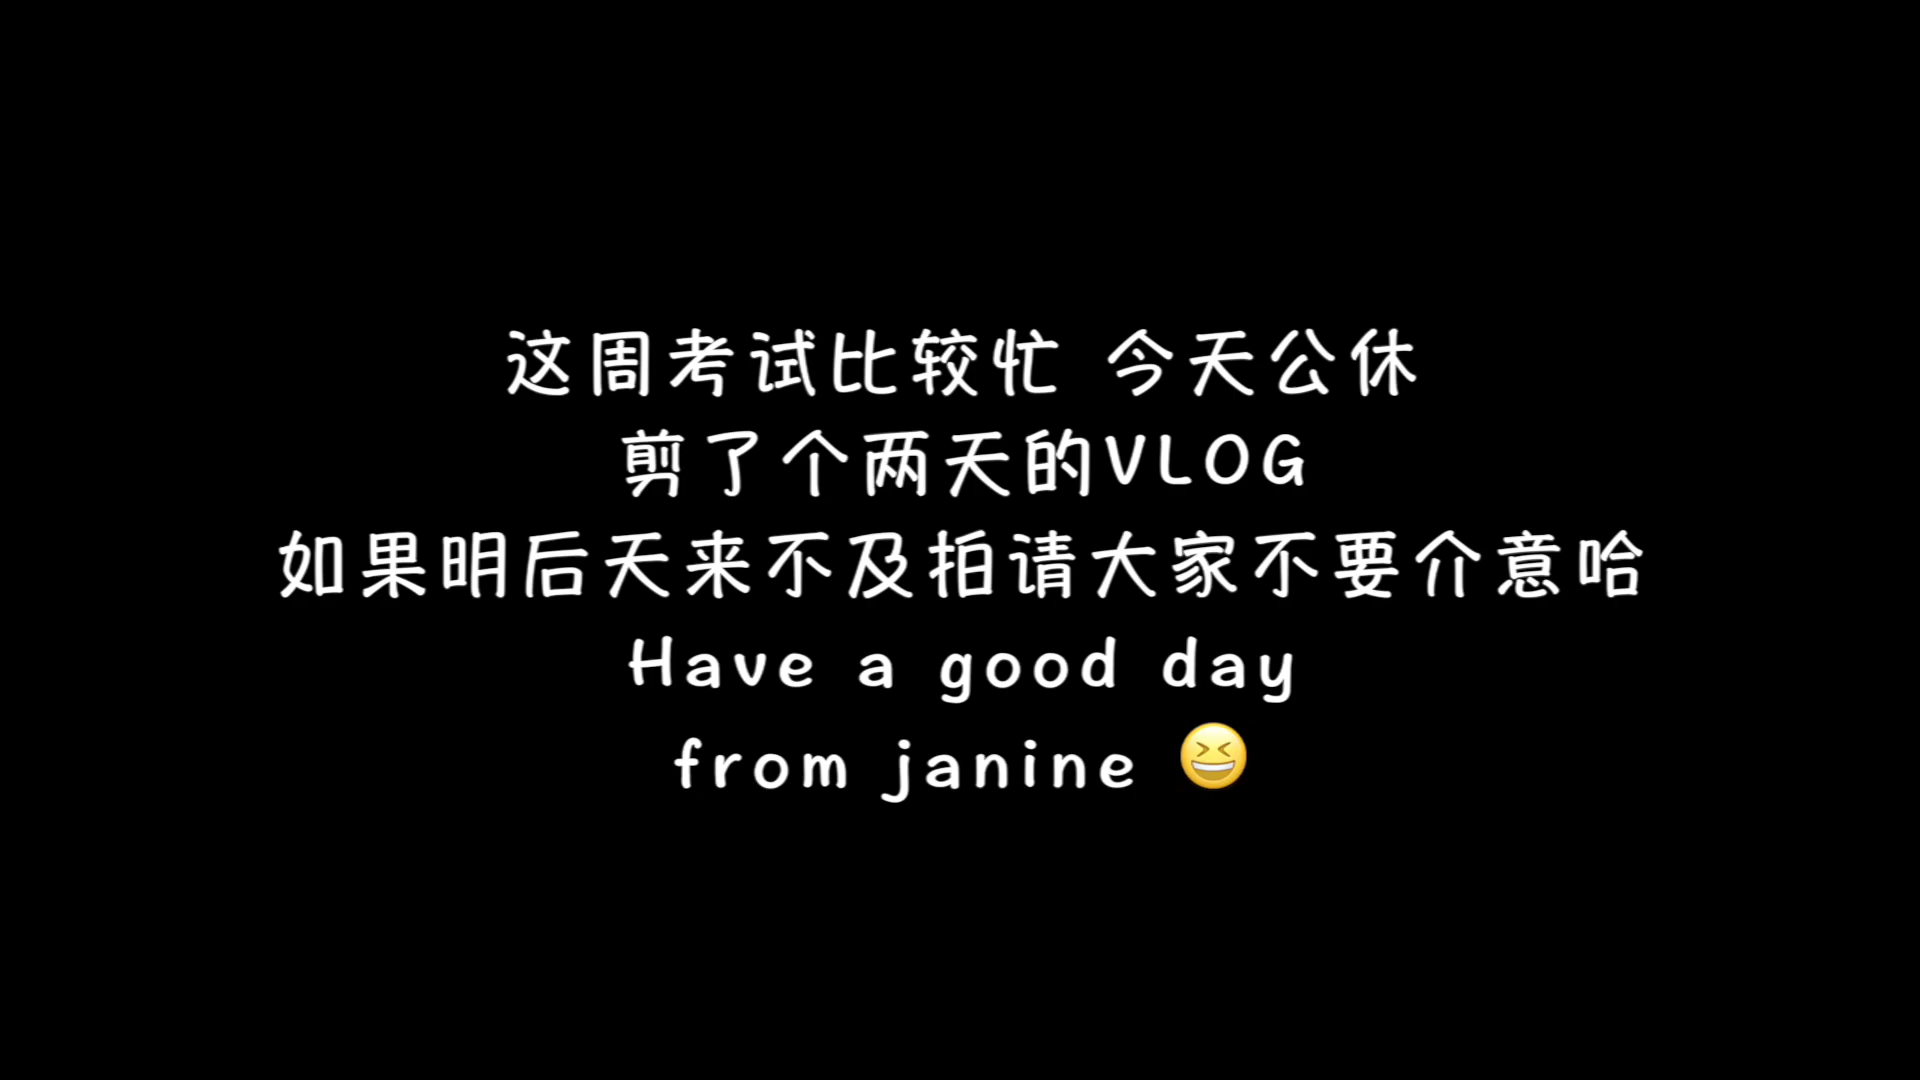 这周考试比较忙 今天公休
剪了个两天的VLOG
如果明后天来不及拍请大家不要介意哈
Have a good day
from janine 😆